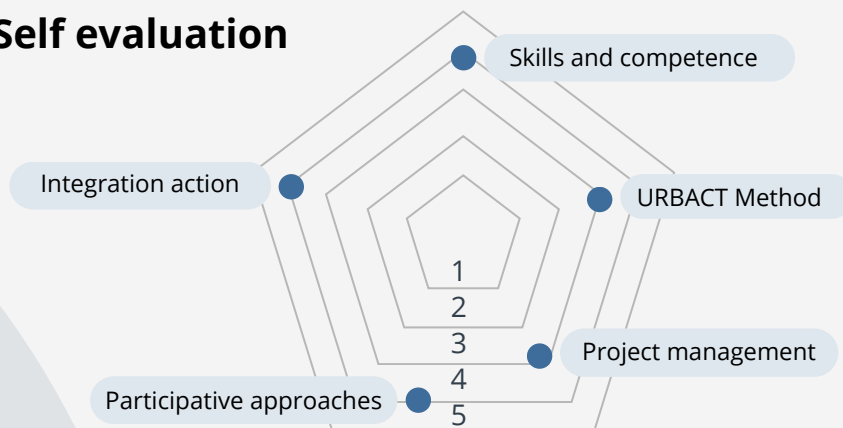 Self evaluation
Skills and competence
Integration action
URBACT Method
1
2
3
Project management
4
Participative approaches
5